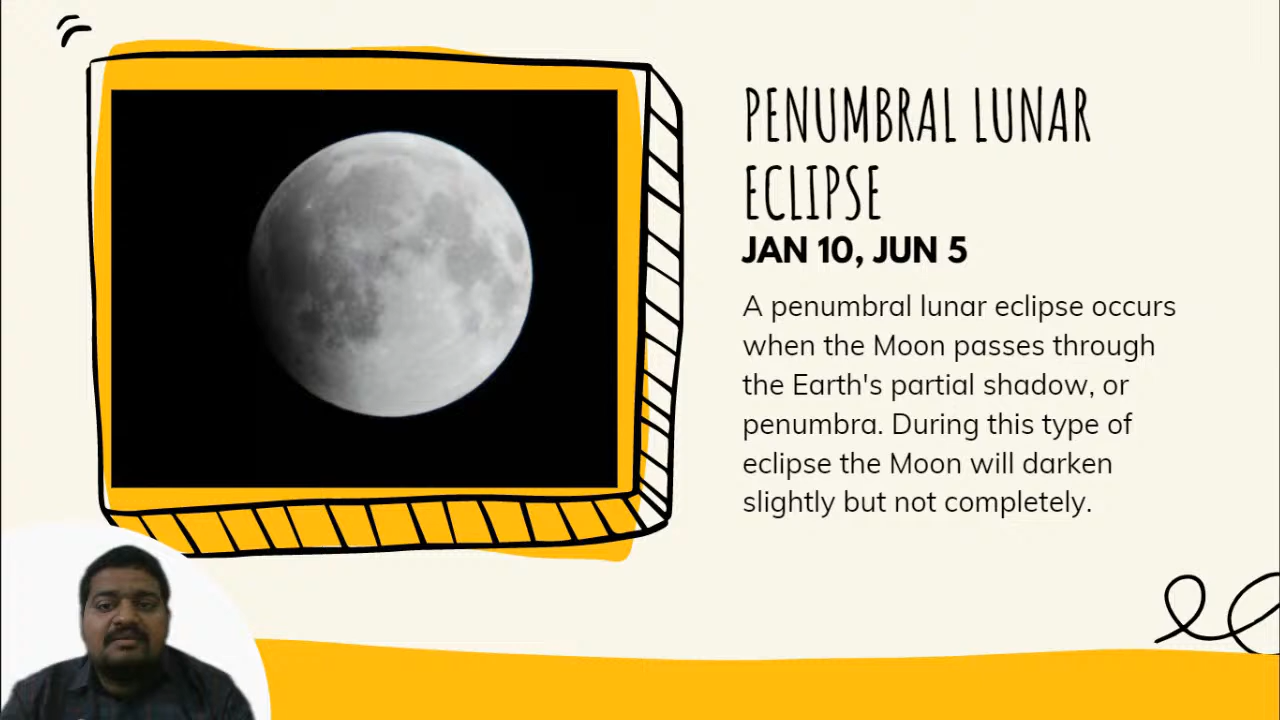 PENUMBRAL LUNAR
ECLIPSE
JAN 10, JUN 5
A penumbral lunar eclipse occurs
when the Moon passes through
the Earth's partial shadow, or
penumbra. During this type of
eclipse the Moon will darken
slightly but not completely.